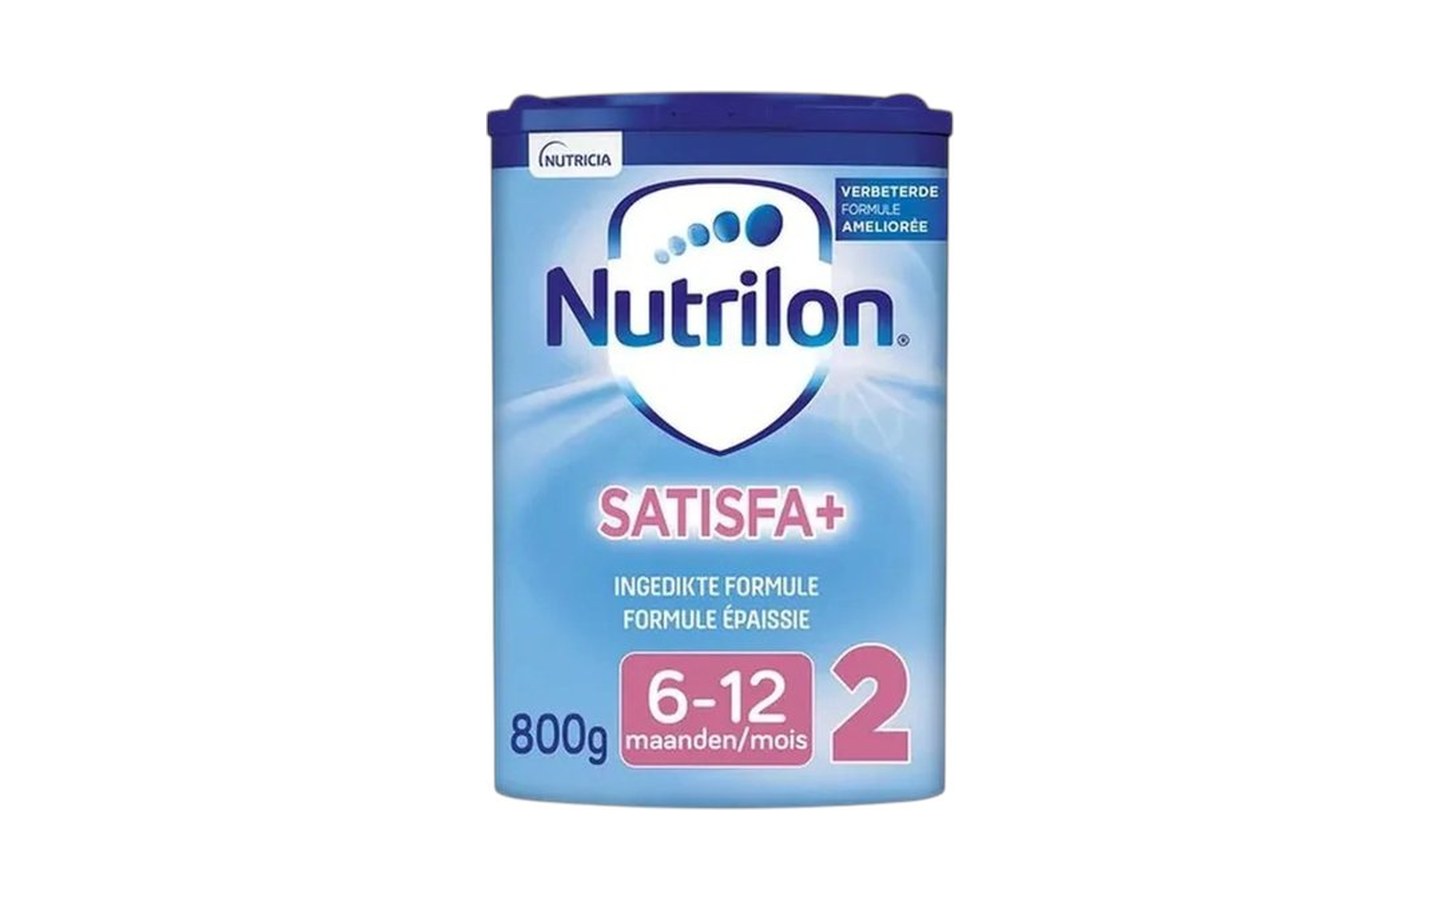 NUTRICIA
VERBETERDE
FORMULE
AMELIORÉE
Nutrilon®
SATISFA+
INGEDIKTE FORMULE
FORMULE ÉPAISSIE
800g
6-12
maanden/mois
2